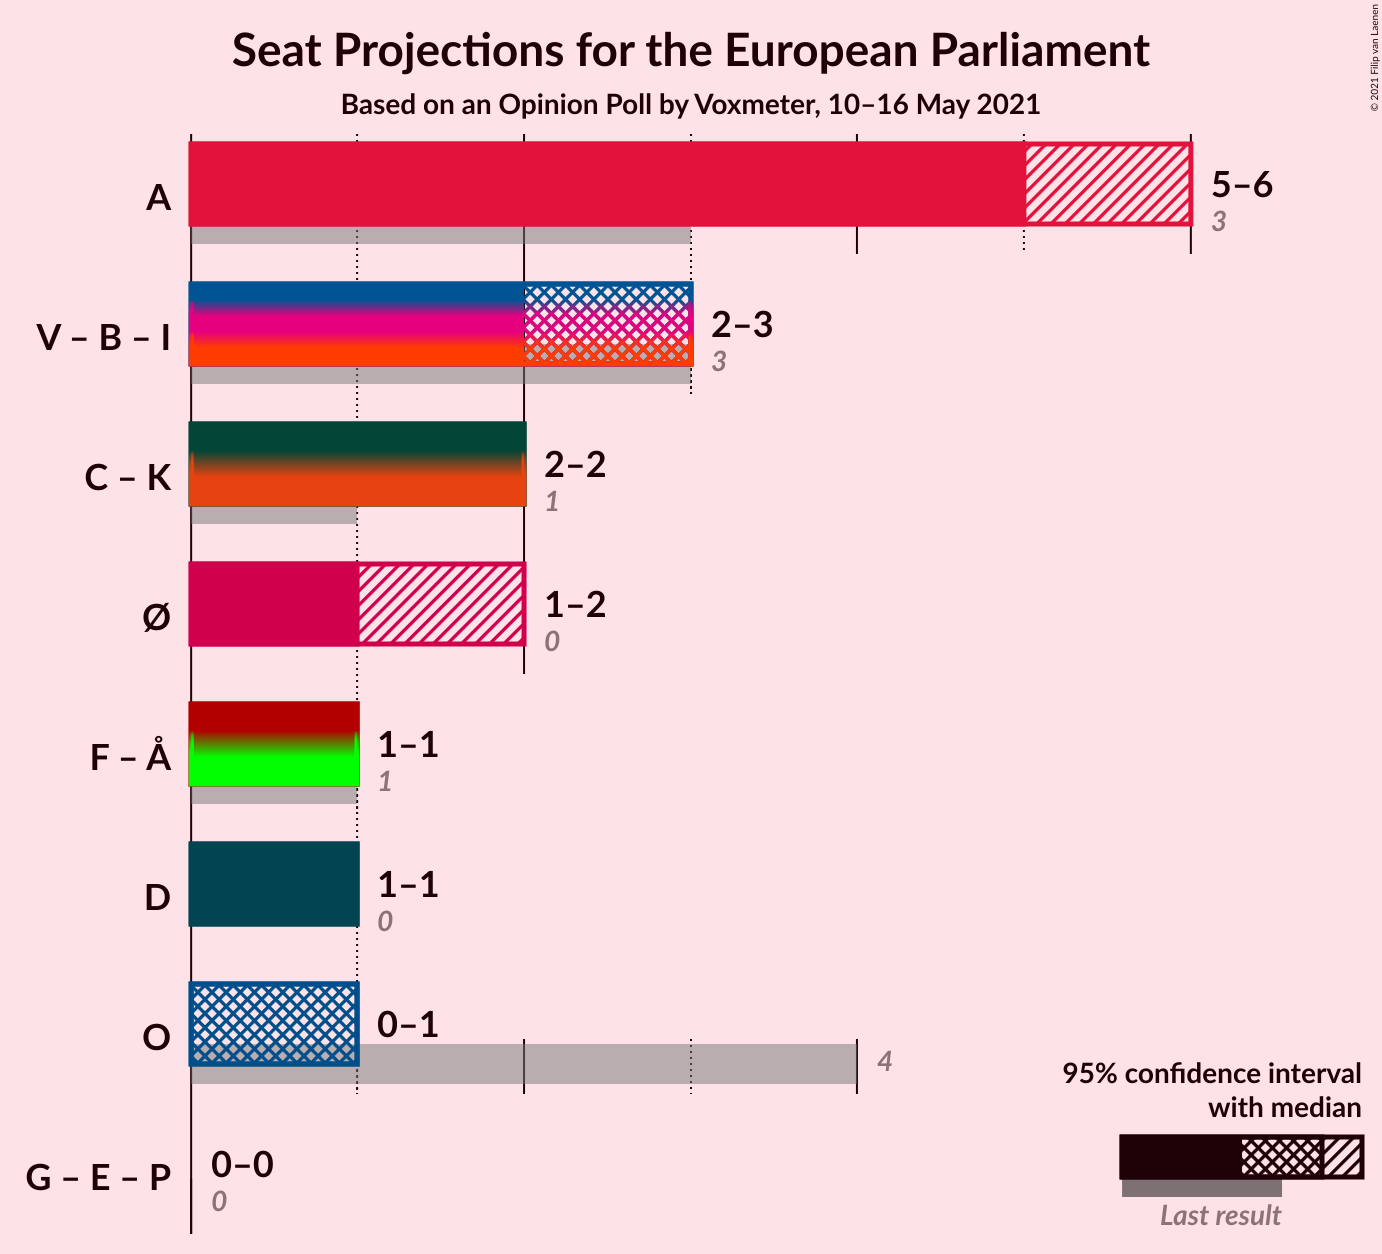 Seat Projections for the European Parliament
Based on an Opinion Poll by Voxmeter, 10–16 May 2021
© 2021 Filip van Laenen
A
5–6
3
V – B – I
2–3
3
C – K
2–2
1
Ø
1–2
0
F – Å
1–1
1
D
1–1
0
O
0–1
4
G – E – P
0–0
0
95% confidence interval
with median
Last result